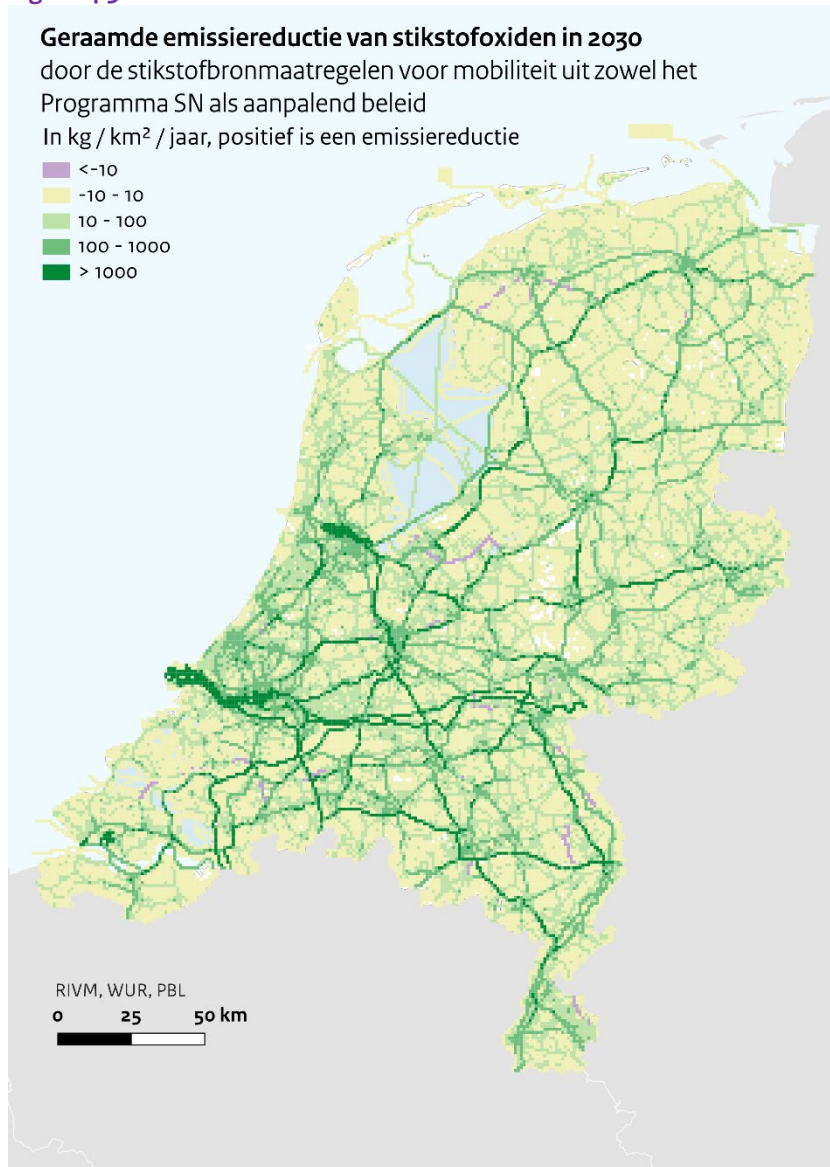 Geraamde emissiereductie van stikstofoxiden in 2030
door de stikstofbronmaatregelen voor mobiliteit uit zowel het
Programma SN als aanpalend beleid
In kg / km² / jaar, positief is een emissiereductie
<-10
-10 - 10
10 - 100
100 - 1000
> 1000
RIVM, WUR, PBL
0 25 50 km